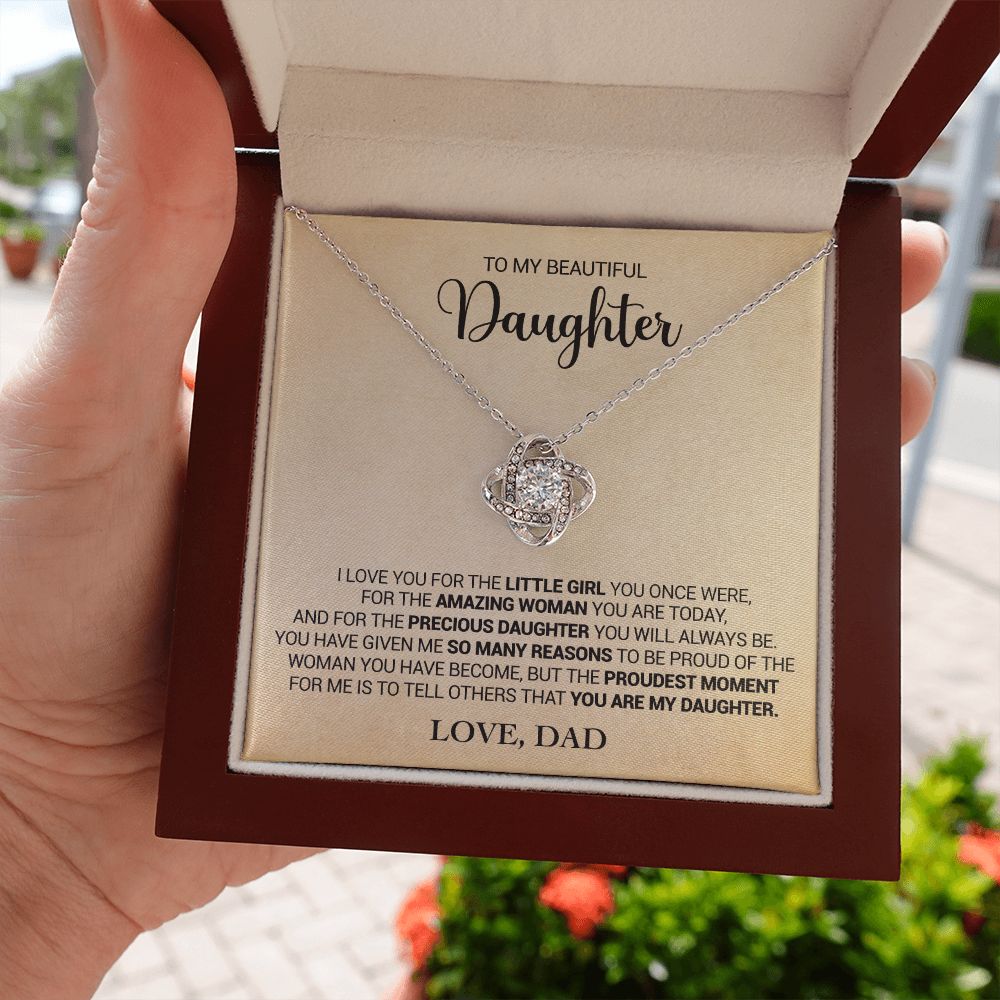 TO MY BEAUTIFUL
Daughter
I LOVE YOU FOR THE LITTLE GIRL YOU ONCE WERE,
FOR THE AMAZING WOMAN YOU ARE TODAY,
AND FOR THE PRECIOUS DAUGHTER YOU WILL ALWAYS BE.
YOU HAVE GIVEN ME SO MANY REASONS TO BE PROUD OF THE
WOMAN YOU HAVE BECOME, BUT THE PROUDEST MOMENT
FOR ME IS TO TELL OTHERS THAT YOU ARE MY DAUGHTER.
LOVE, DAD